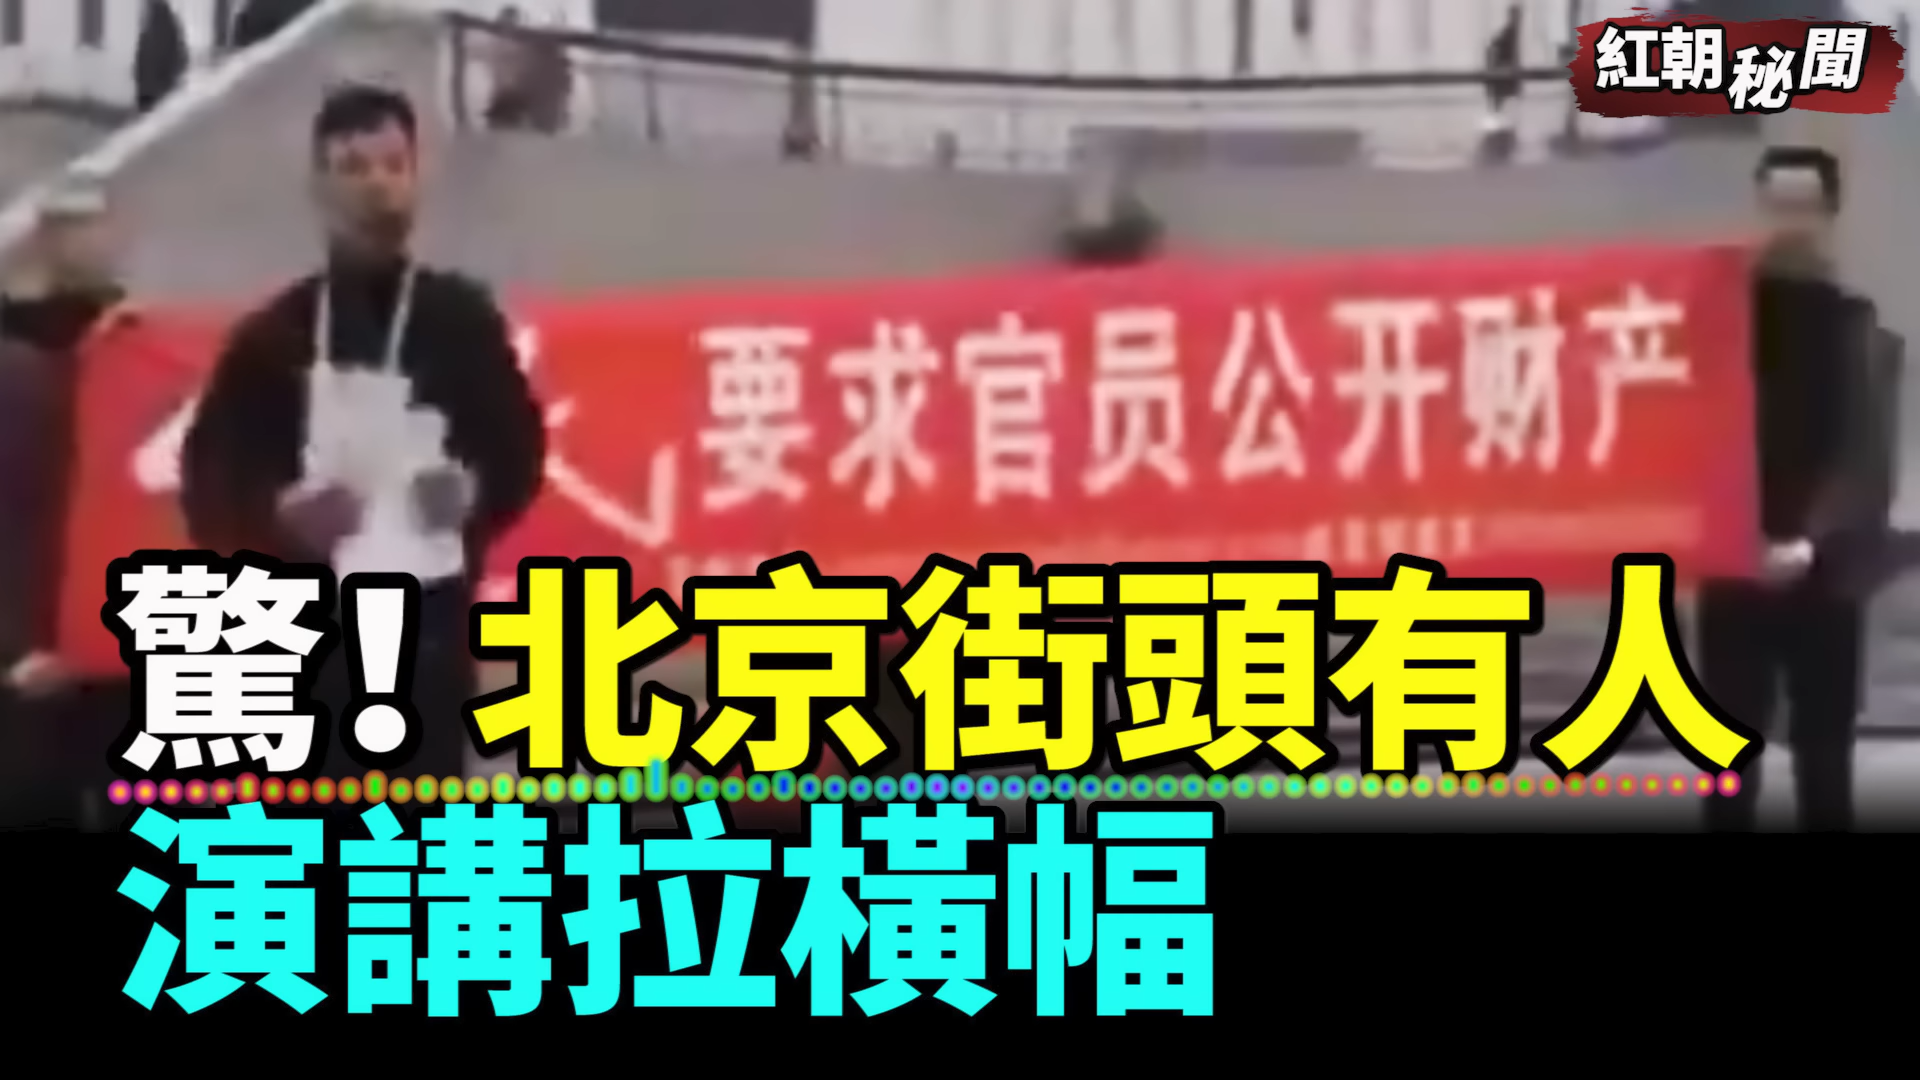 紅朝秘聞
要求官员公开财产
驚！北京街頭有人
演講拉橫幅